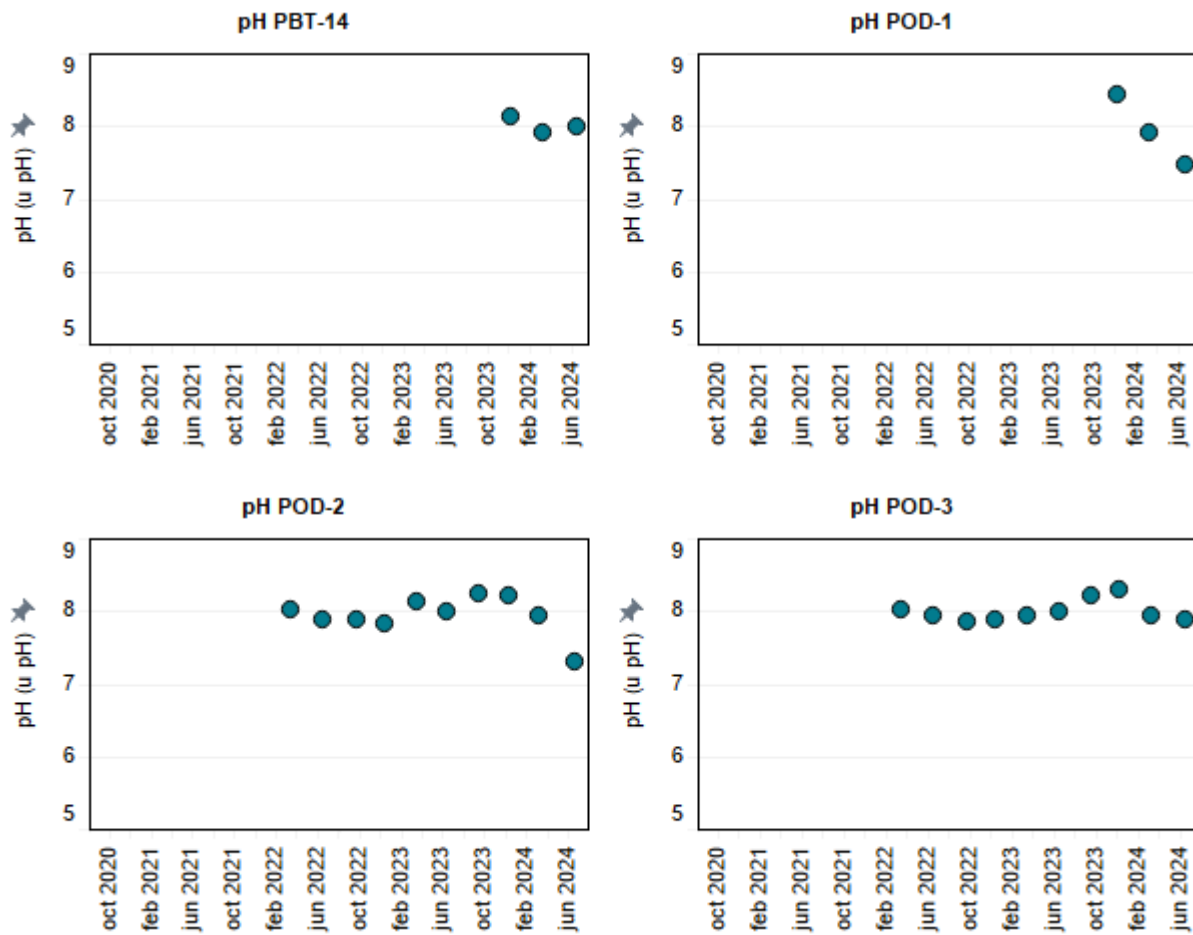 pH PBT-14
pH (u pH)
9
8
7
6
5
oct 2020
feb 2021
jun 2021
oct 2021
feb 2022
jun 2022
oct 2022
feb 2023
jun 2023
oct 2023
feb 2024
jun 2024
pH POD-1
pH (u pH)
9
8
7
6
5
oct 2020
feb 2021
jun 2021
oct 2021
feb 2022
jun 2022
oct 2022
feb 2023
jun 2023
oct 2023
feb 2024
jun 2024
pH POD-2
pH (u pH)
9
8
7
6
5
oct 2020
feb 2021
jun 2021
oct 2021
feb 2022
jun 2022
oct 2022
feb 2023
jun 2023
oct 2023
feb 2024
jun 2024
pH POD-3
pH (u pH)
9
8
7
6
5
oct 2020
feb 2021
jun 2021
oct 2021
feb 2022
jun 2022
oct 2022
feb 2023
jun 2023
oct 2023
feb 2024
jun 2024